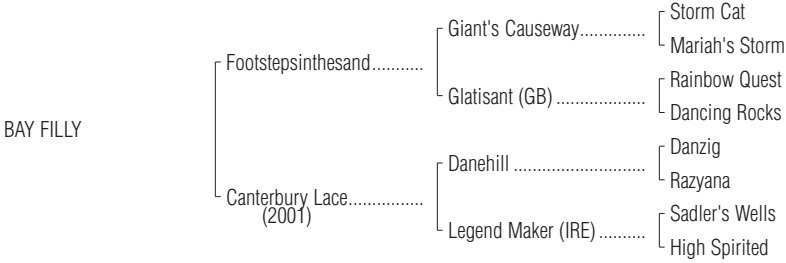 Storm Cat
Giant's Causeway..............
Mariah's Storm
Footstepsinthesand...........
Rainbow Quest
Glatisant (GB) ...................
Dancing Rocks
BAY FILLY
Danzig
Danehill ............................
Razyana
Canterbury Lace................
(2001)
Sadler's Wells
Legend Maker (IRE)..........
High Spirited